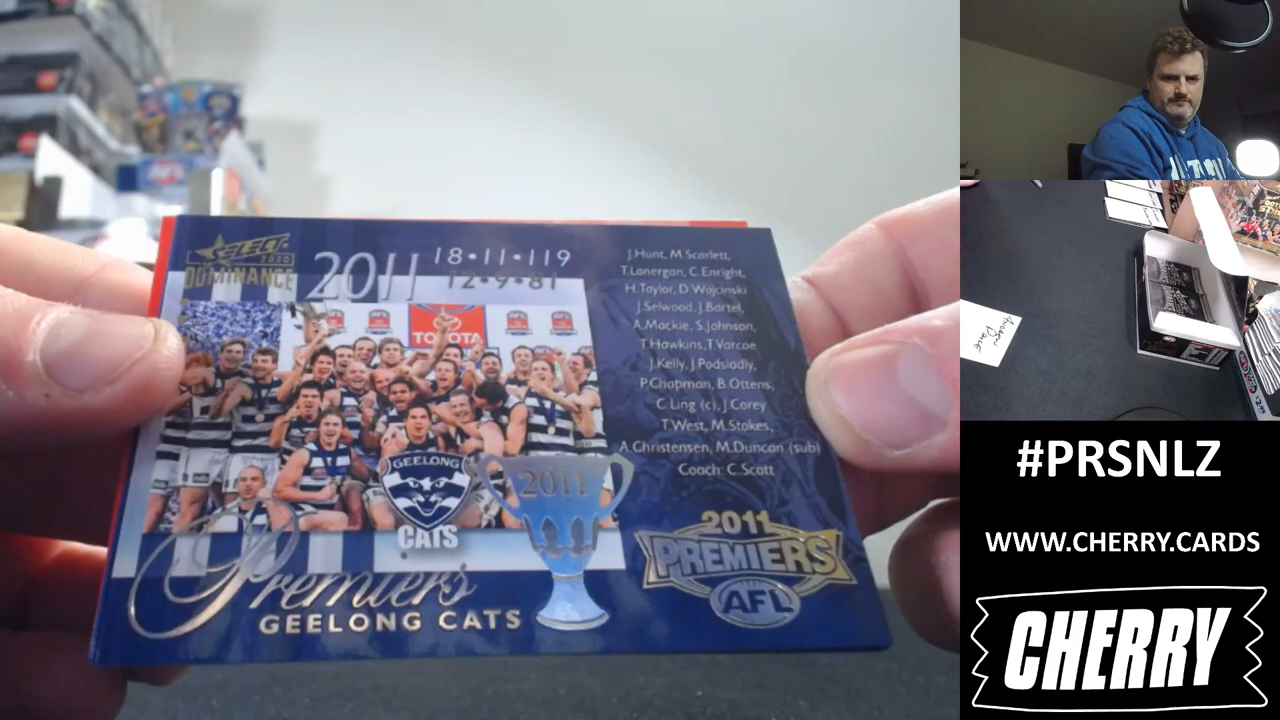 SELECT
2020
DOMINANCE
2011
18•11•119
12•9•81
TOYOTA
J.Hunt, M.Scarlett,
T.Lonergan, C.Enright,
H.Taylor, D.Wojcinski
J.Selwood, J.Bartel,
A.Mackie, S.Johnson,
T.Hawkins,T.Varcoe
J.Kelly, J.Podsiadly,
P.Chapman, B.Ottens,
C.Ling (c), J.Corey
T.West, M.Stokes,
A.Christensen, M.Duncan (sub)
Coach: C.Scott
GEELONG
CATS
2011
Premiers
GEELONG CATS
2011
PREMIERS
AFL
#PRSNLZ
WWW.CHERRY.CARDS
CHERRY